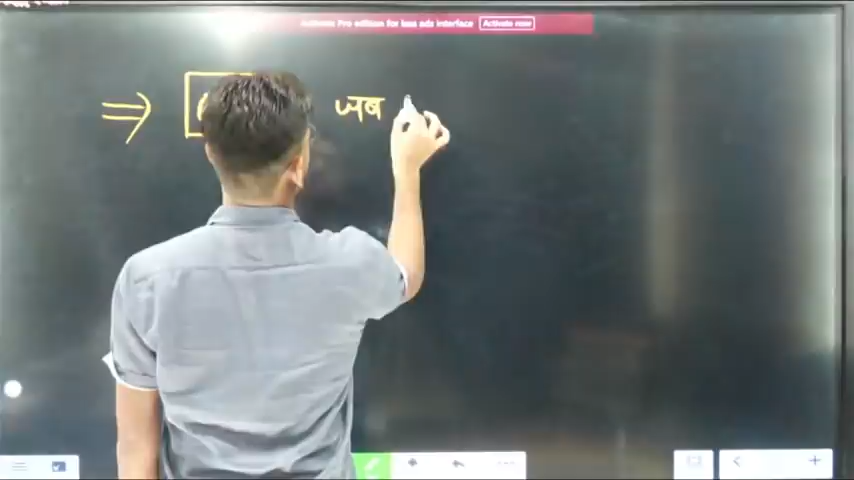 Activate Pro edition for less ads interface Activate now
⇒ जब